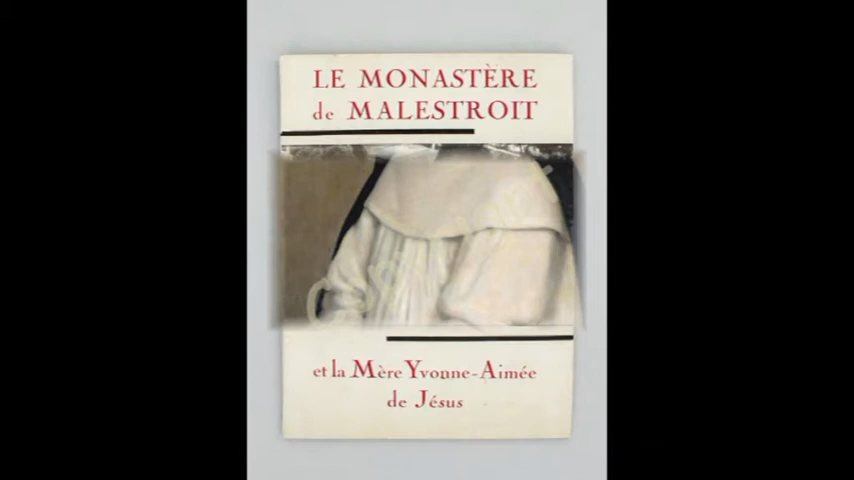 LE MONASTÈRE
de MALESTROIT
et la Mère Yvonne-Aimée
de Jésus